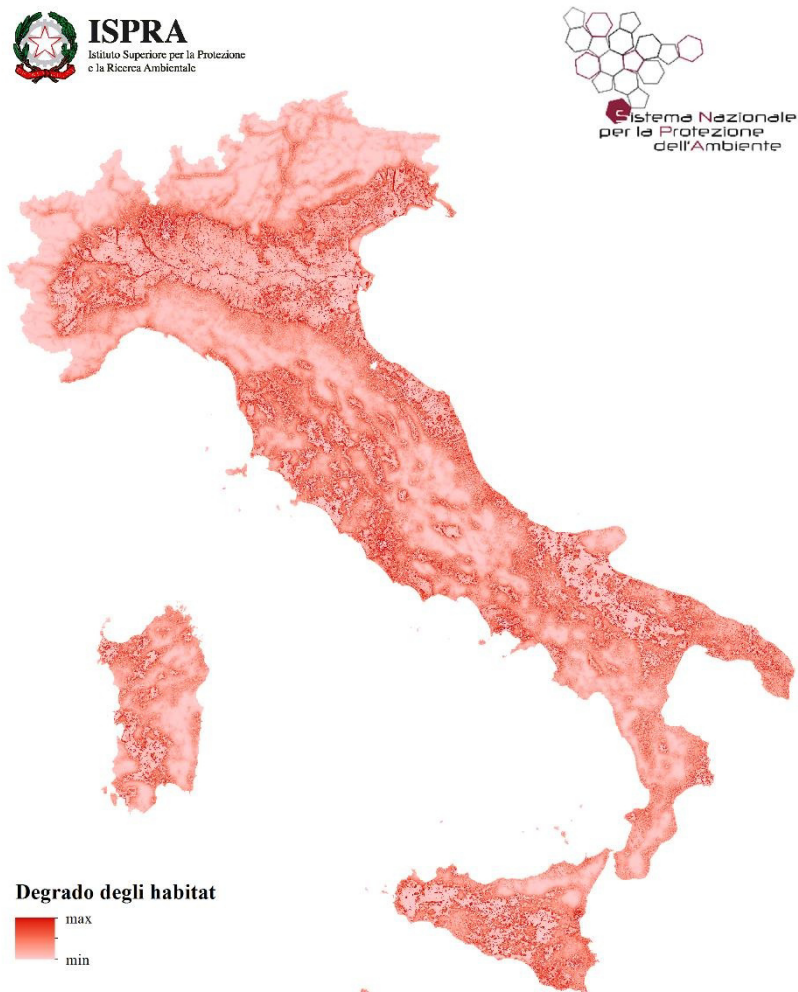 ISPRA
Istituto Superiore per la Protezione
e la Ricerca Ambientale
Sistema Nazionale
per la Protezione
dell'Ambiente
Degrado degli habitat
max
min